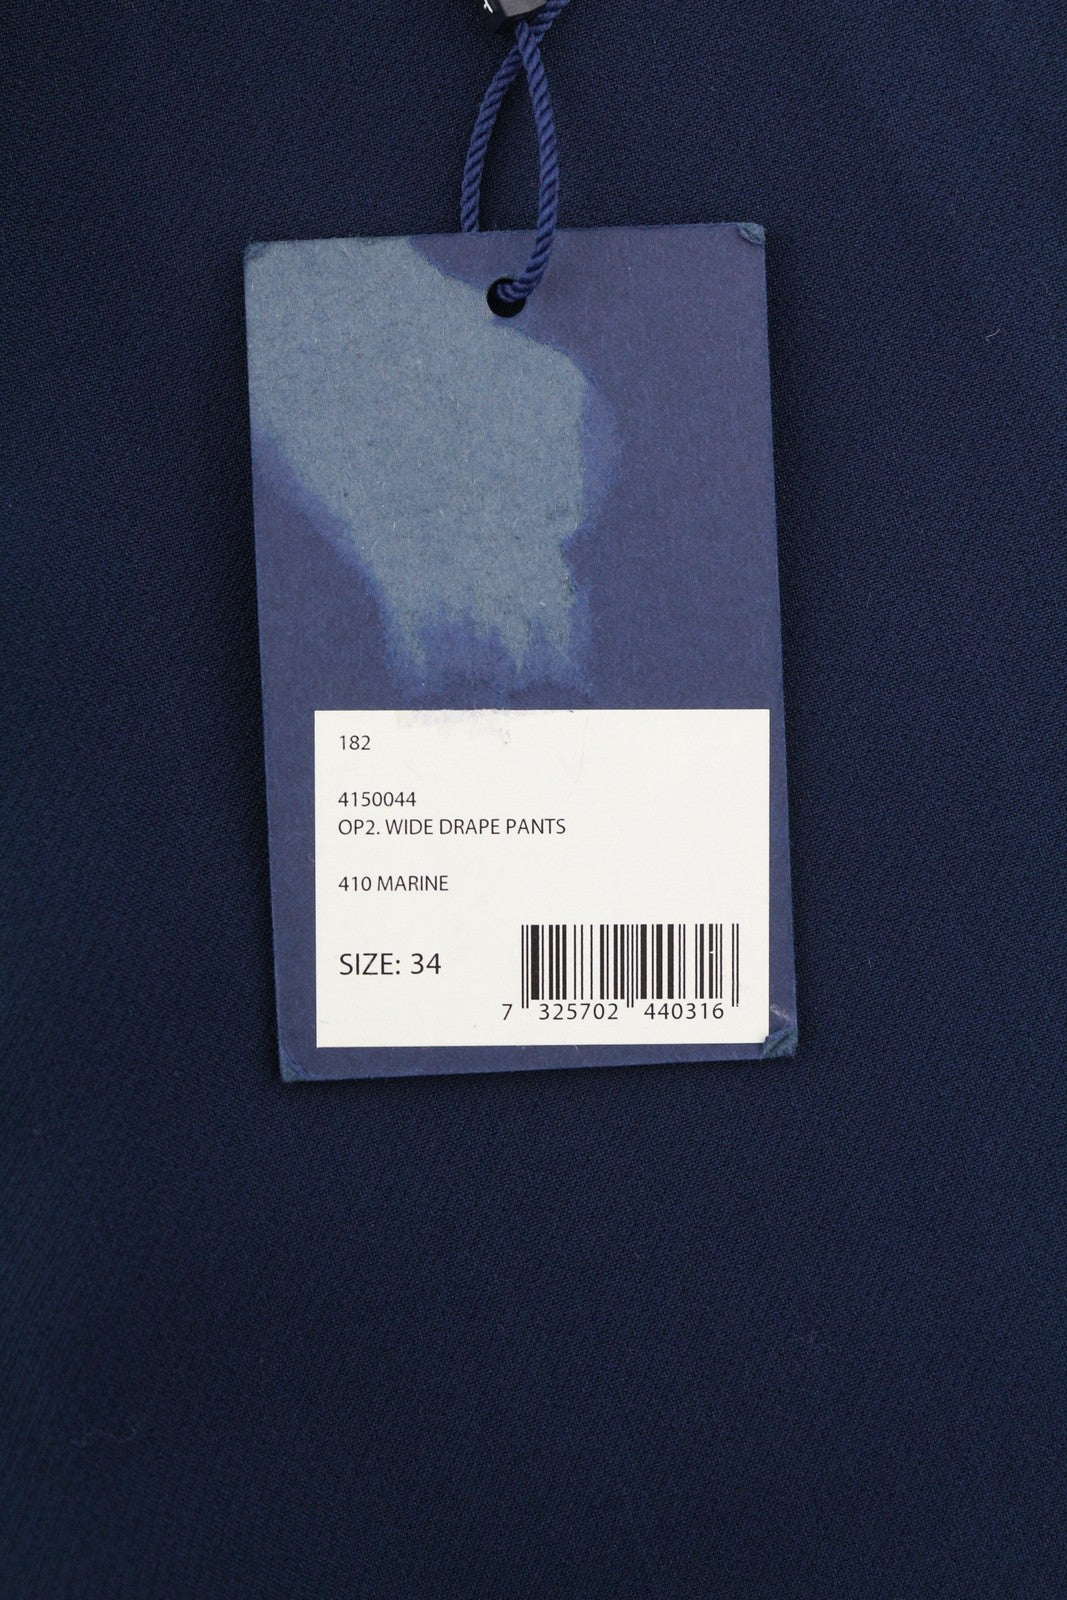 182
4150044
OP2. WIDE DRAPE PANTS
410 MARINE
SIZE: 34
7 325702 440316